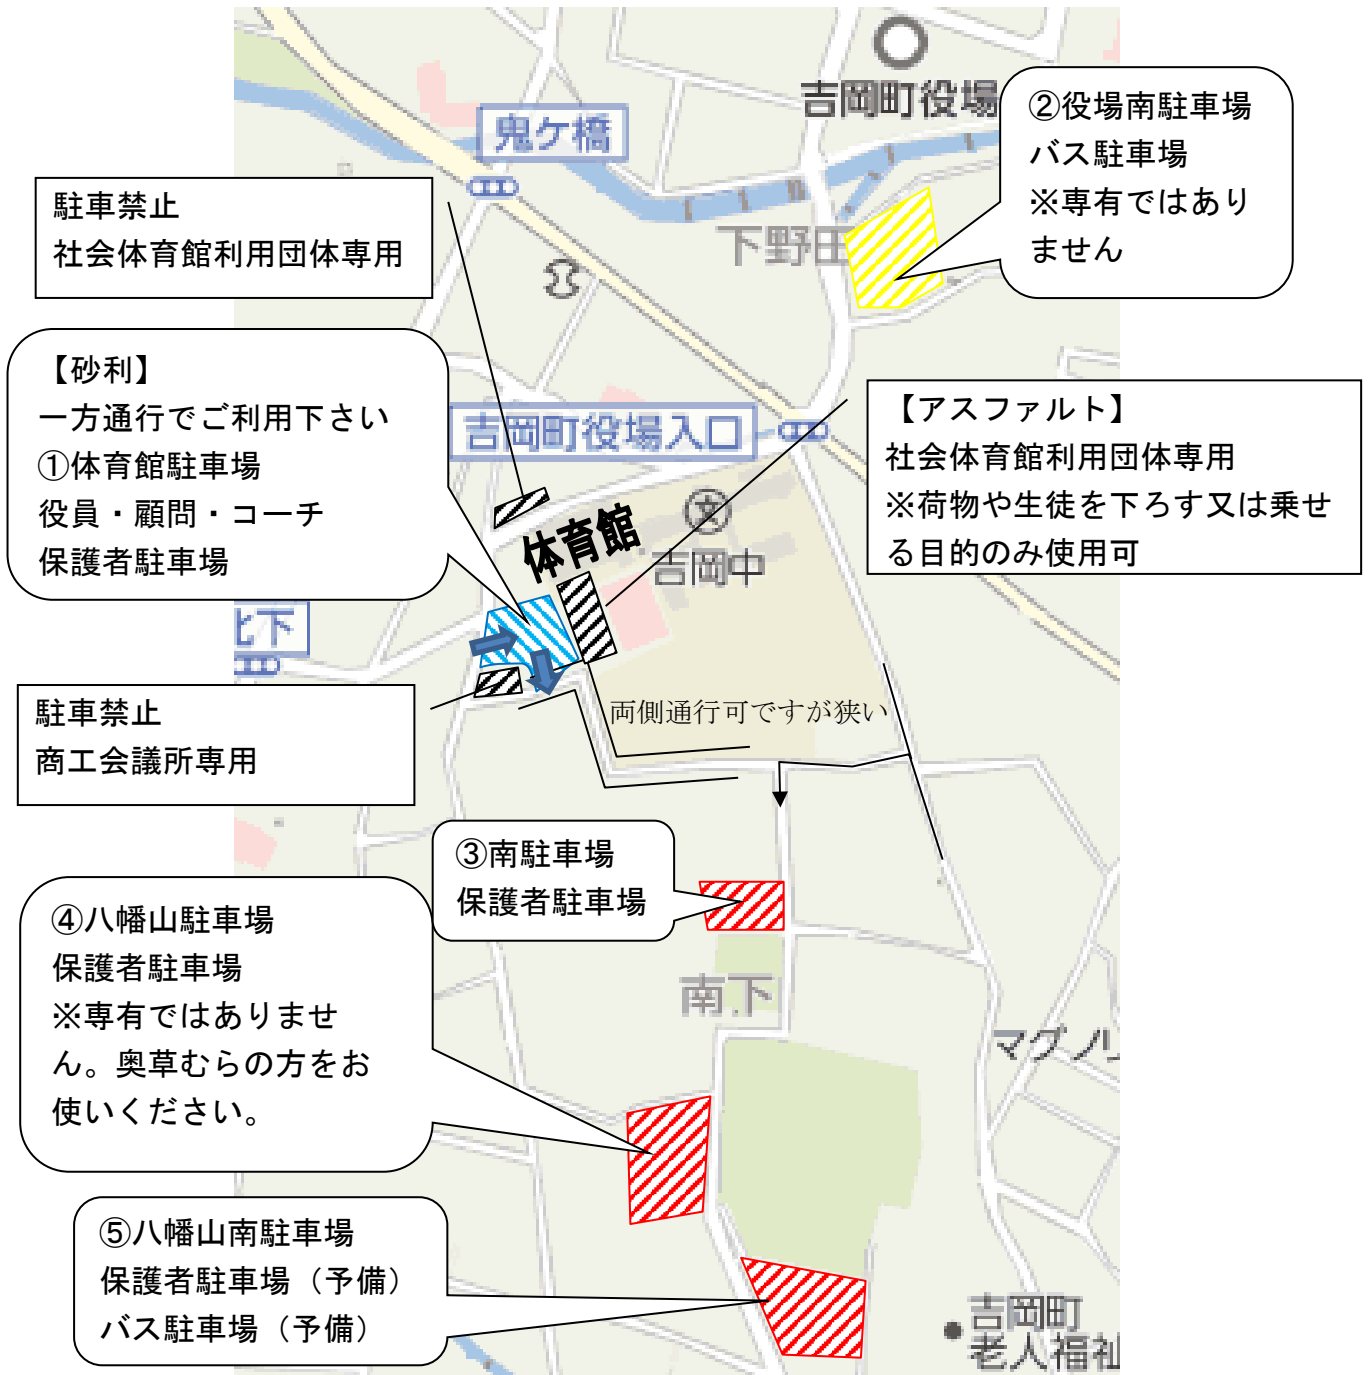 吉岡町役場
②役場南駐車場
バス駐車場
※専有ではあり
ません
鬼ケ橋
駐車禁止
社会体育館利用団体専用
下野田
【砂利】
一方通行でご利用下さい
①体育館駐車場
役員・顧問・コーチ
保護者駐車場
吉岡町役場入口
【アスファルト】
社会体育館利用団体専用
※荷物や生徒を下ろす又は乗せ
る目的のみ使用可
体育館
文
吉岡中
北下
駐車禁止
商工会議所専用
両側通行可ですが狭い
③南駐車場
保護者駐車場
④八幡山駐車場
保護者駐車場
※専有ではありませ
ん。奥草むらの方をお
使いください。
南下
マグノリ
⑤八幡山南駐車場
保護者駐車場（予備）
バス駐車場（予備）
吉岡町
老人福祉